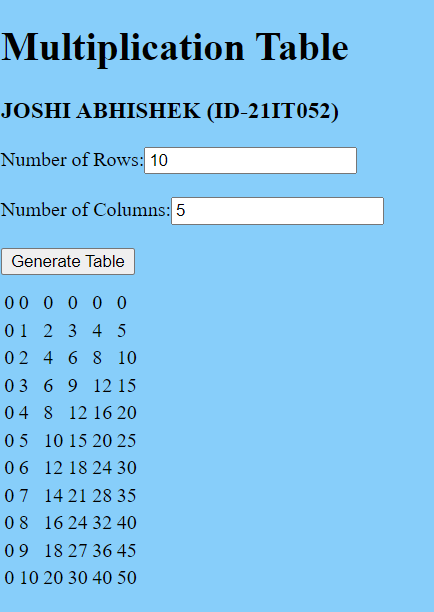 Multiplication Table
JOSHI ABHISHEK (ID-21IT052)
Number of Rows: 10
Number of Columns: 5
Generate Table
0 0 0 0 0 0
0 1 2 3 4 5
0 2 4 6 8 10
0 3 6 9 12 15
0 4 8 12 16 20
0 5 10 15 20 25
0 6 12 18 24 30
0 7 14 21 28 35
0 8 16 24 32 40
0 9 18 27 36 45
0 10 20 30 40 50